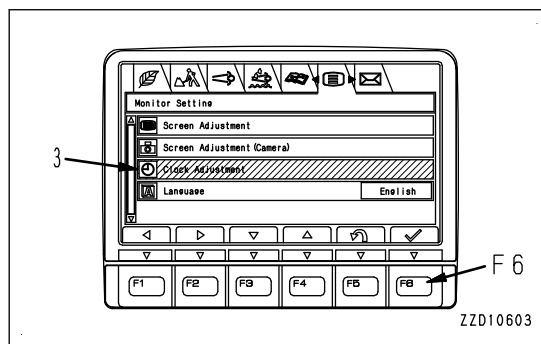 Monitor Setting
Screen Adjustment
Screen Adjustment (Camera)
3
Clock Adjustment
A Language English
F1 F2 F3 F4 F5 F6
F6
ZZD10603